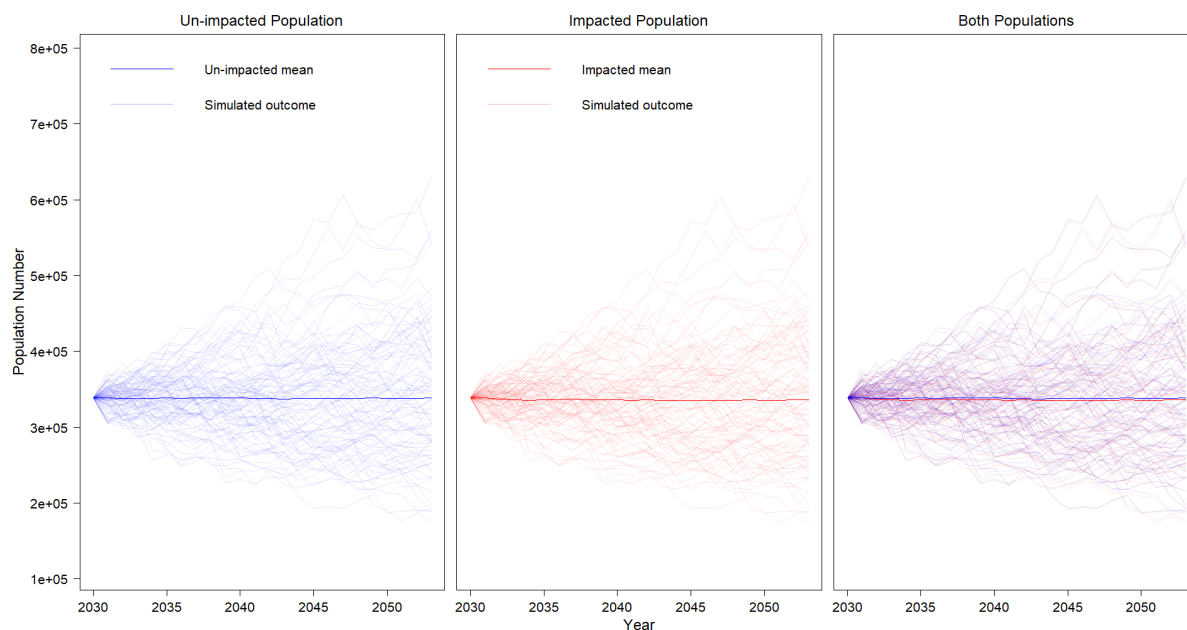 Un-impacted Population
Impacted Population
Both Populations
Un-impacted mean
Simulated outcome
Impacted mean
Simulated outcome
Population Number
8e+05
7e+05
6e+05
5e+05
4e+05
3e+05
2e+05
1e+05
2030 2035 2040 2045 2050
2030 2035 2040 2045 2050
2030 2035 2040 2045 2050
Year